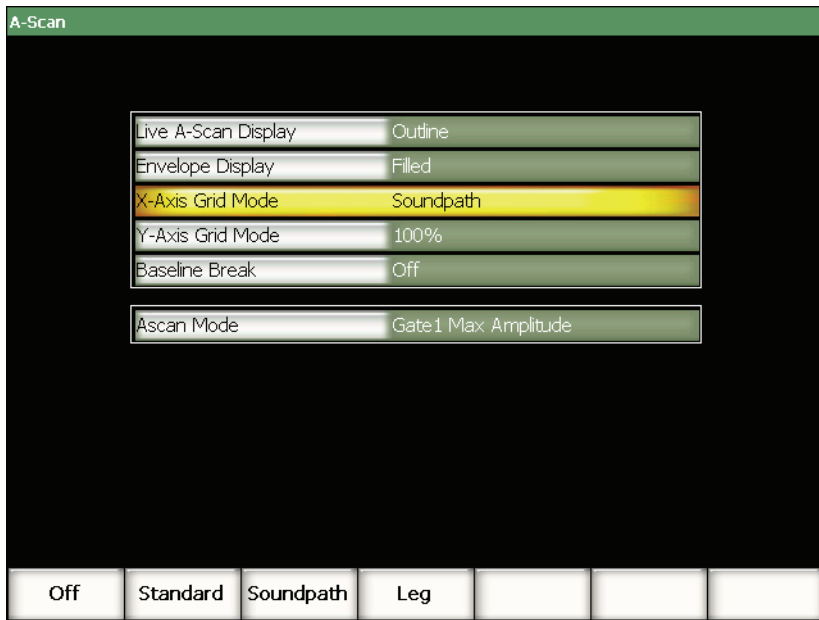 A-Scan
Live A-Scan Display Outline
Envelope Display Filled
X-Axis Grid Mode Soundpath
Y-Axis Grid Mode 100%
Baseline Break Off
Ascan Mode Gate1 Max Amplitude
Off Standard Soundpath Leg